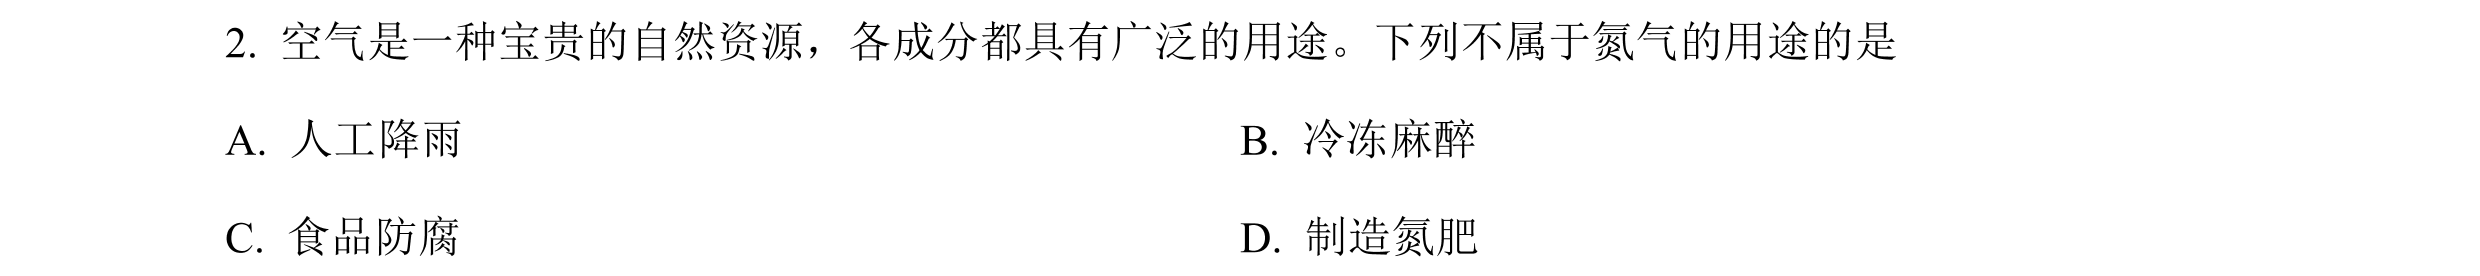 2. 空气是一种宝贵的自然资源，各成分都具有广泛的用途。下列不属于氮气的用途的是
A. 人工降雨 B. 冷冻麻醉
C. 食品防腐 D. 制造氮肥